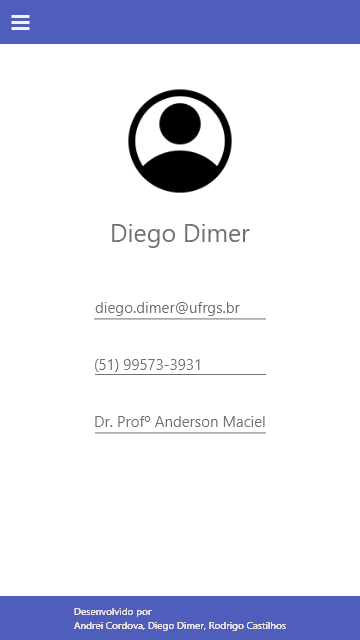 Diego Dimer
diego.dimer@ufrgs.br
(51) 99573-3931
Dr. Profº Anderson Maciel
Desenvolvido por
Andrei Cordova, Diego Dimer, Rodrigo Castilhos